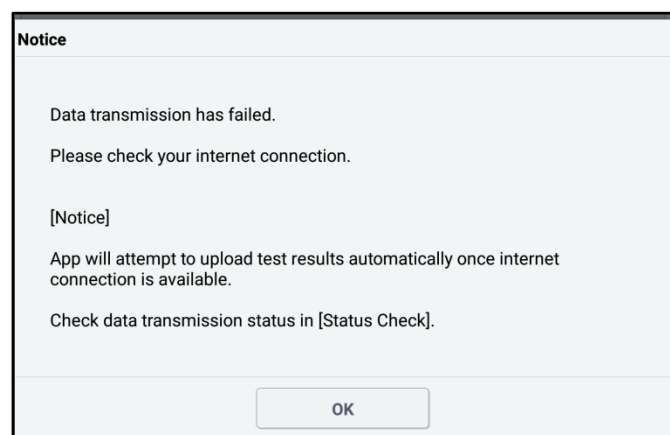 Notice
Data transmission has failed.
Please check your internet connection.
[Notice]
App will attempt to upload test results automatically once internet
connection is available.
Check data transmission status in [Status Check].
OK